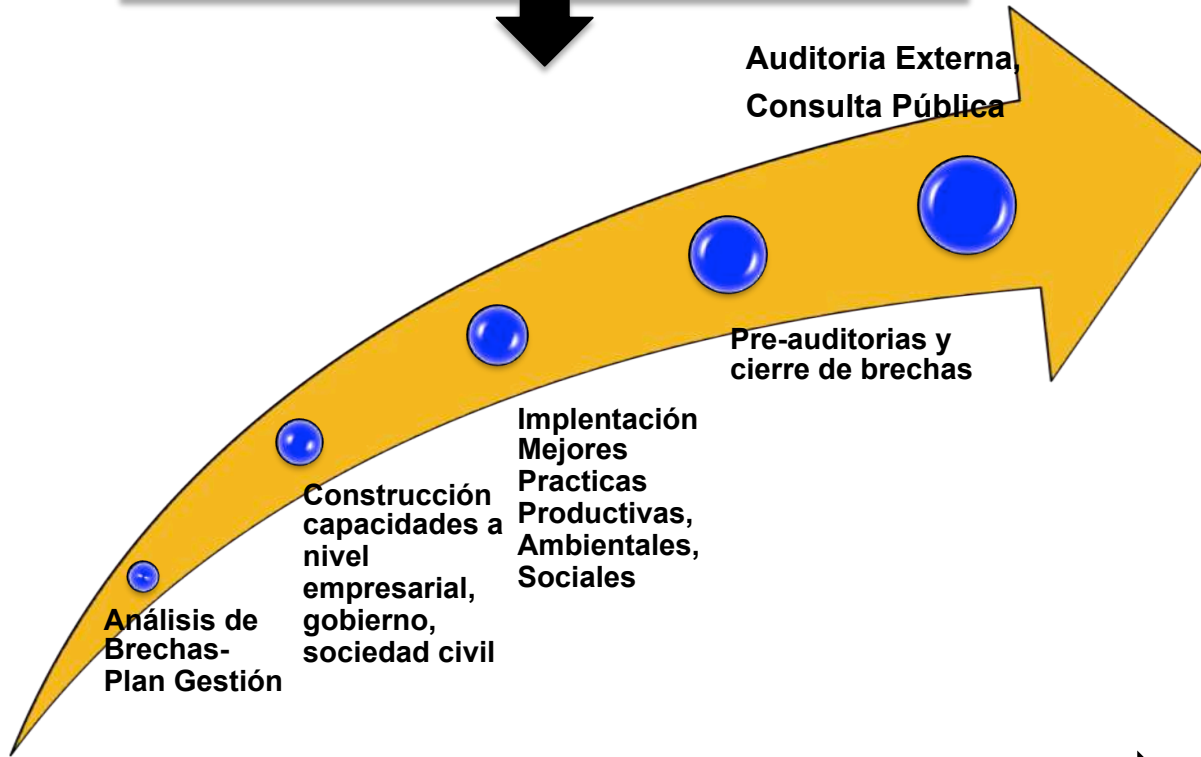 Auditoria Externa,
Consulta Pública
Pre-auditorias y
cierre de brechas
Implentación
Mejores
Practicas
Productivas,
Ambientales,
Sociales
Construcción
capacidades a
nivel
empresarial,
gobierno,
sociedad civil
Análisis de
Brechas-
Plan Gestión